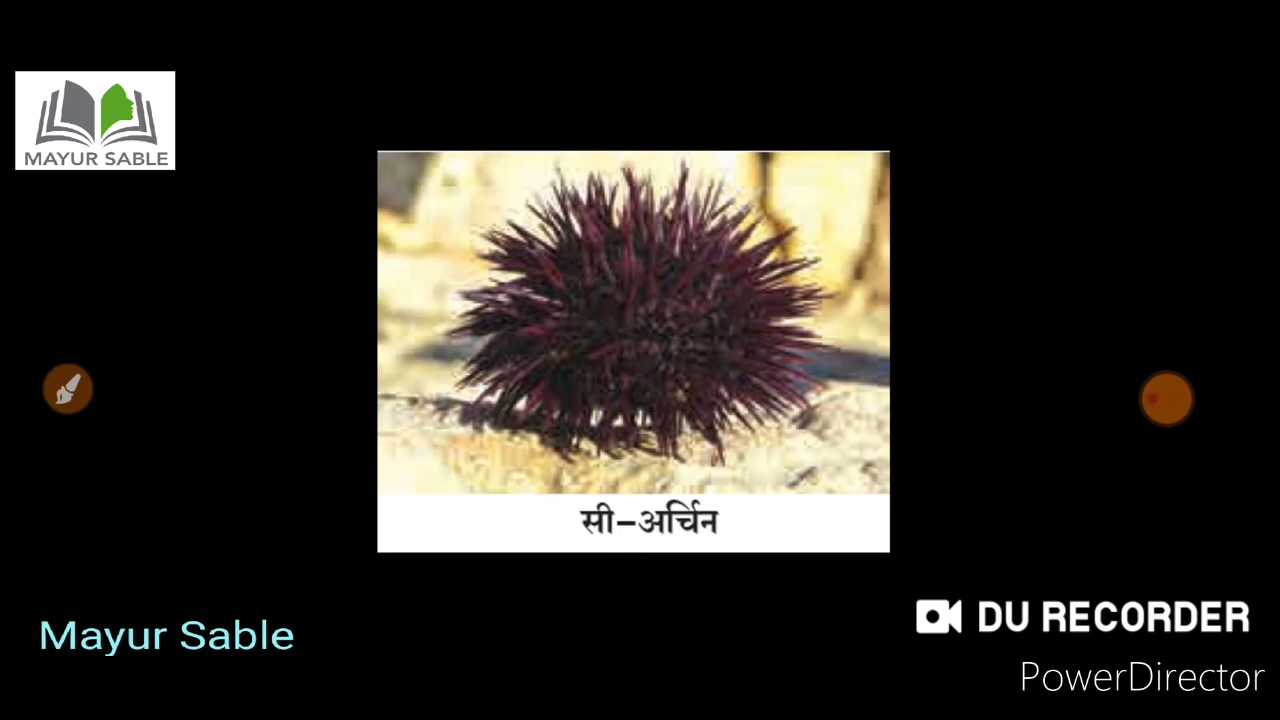 MAYUR SABLE
सी-अर्चिन
Mayur Sable
DU RECORDER
PowerDirector